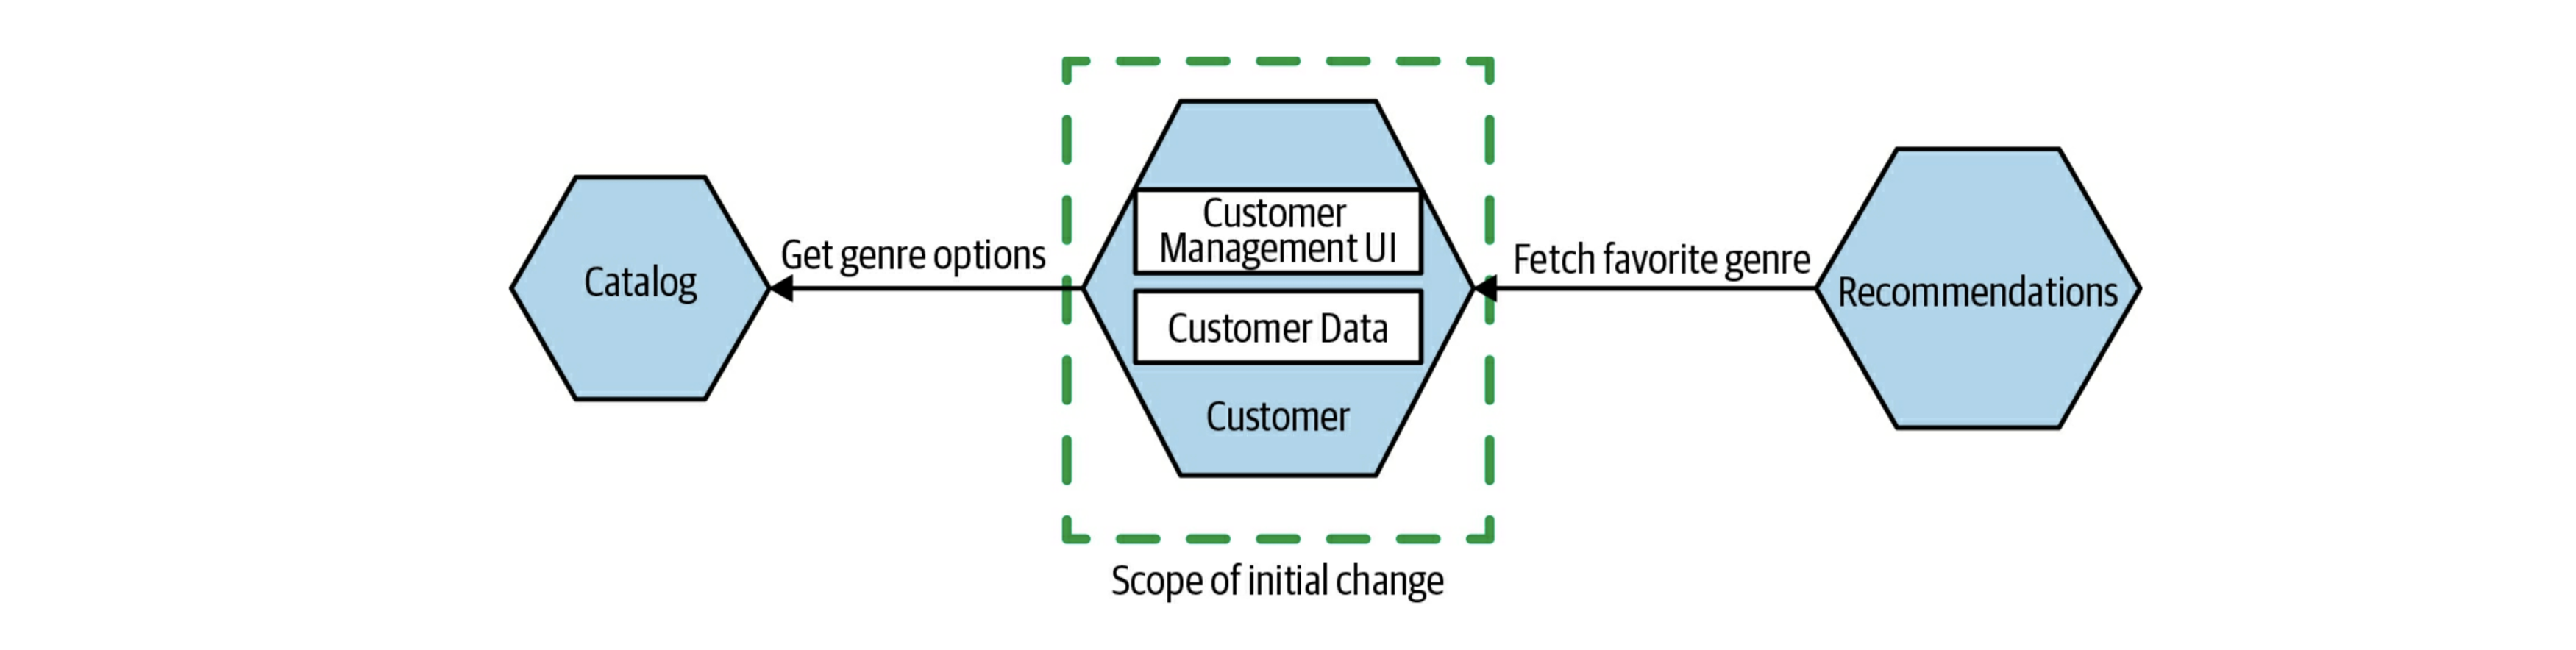 Catalog
Get genre options
Customer
Management UI
Customer Data
Customer
Fetch favorite genre
Recommendations
Scope of initial change